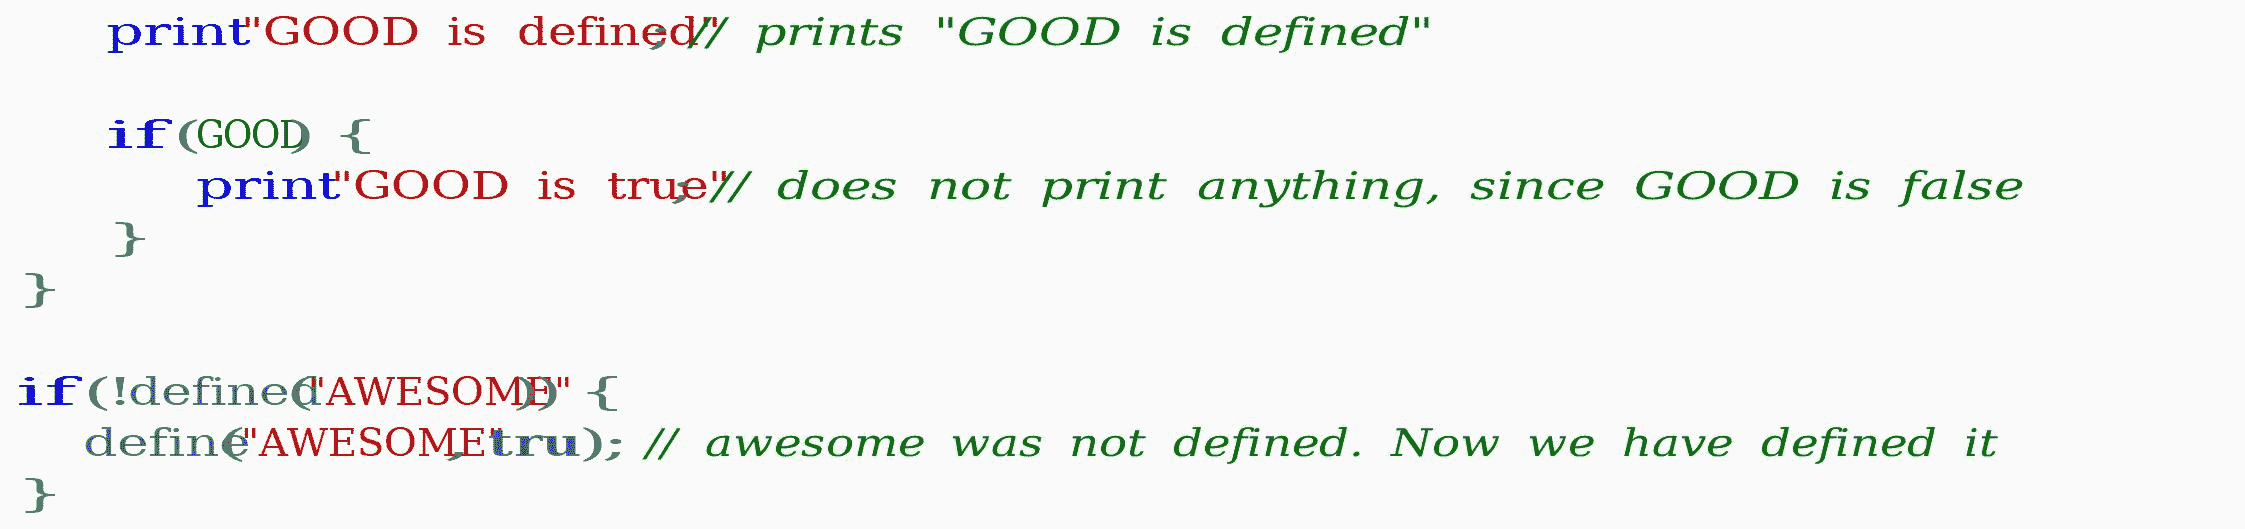 print "GOOD is defined"; // prints "GOOD is defined"
if (GOOD) {
print "GOOD is true"; // does not print anything, since GOOD is false
}
}
if (!defined("AWESOME")) {
define("AWESOME", tru); // awesome was not defined. Now we have defined it
}